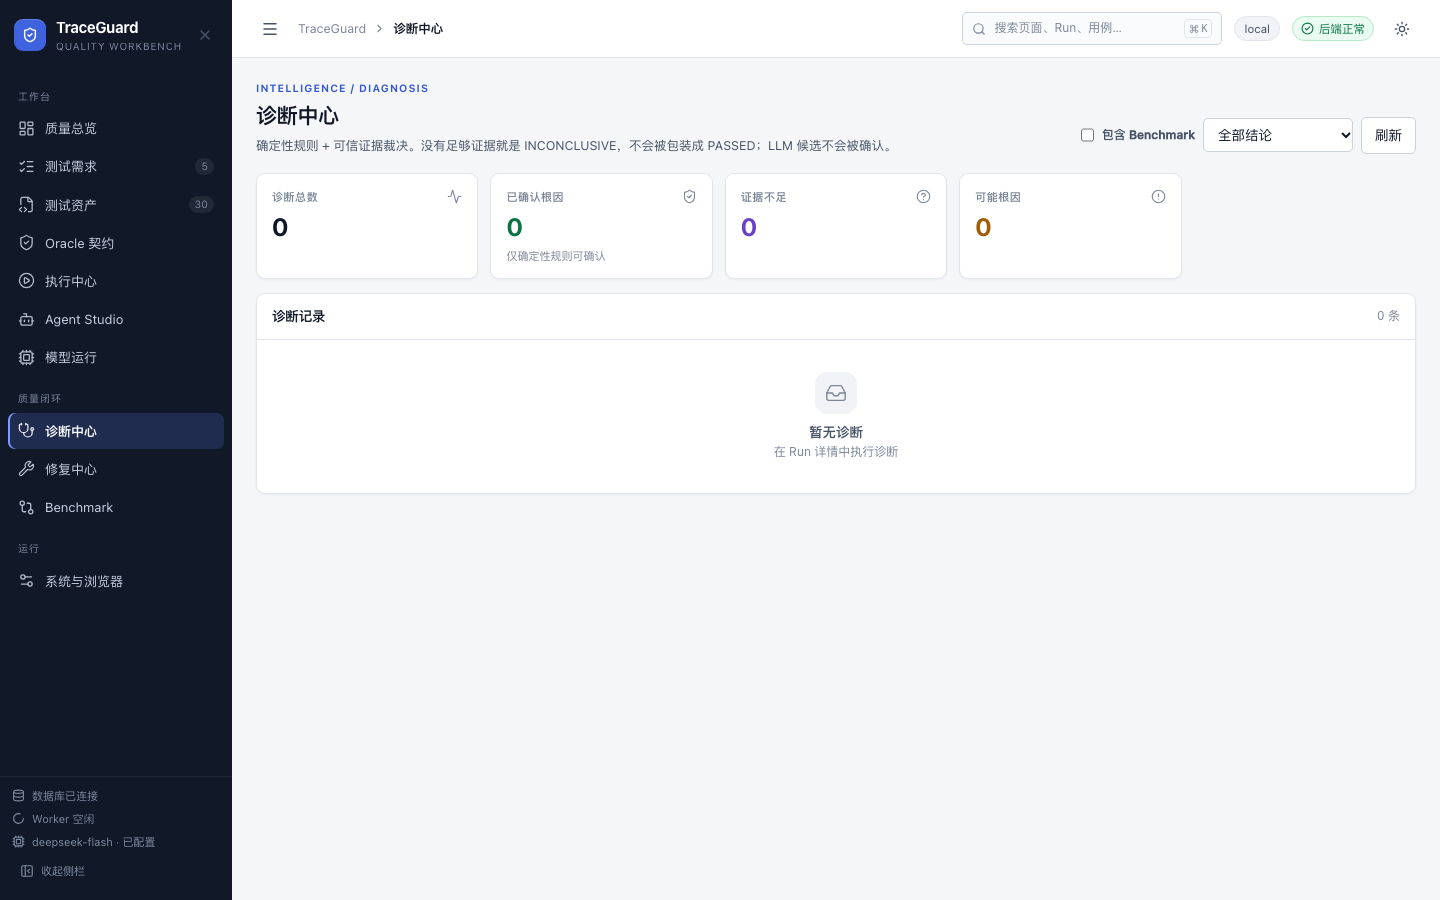 TraceGuard
QUALITY WORKBENCH
工作台
质量总览
测试需求 5
测试资产 30
Oracle 契约
执行中心
Agent Studio
模型运行
质量闭环
诊断中心
修复中心
Benchmark
运行
系统与浏览器
数据库已连接
Worker 空闲
deepseek-flash · 已配置
收起侧栏
TraceGuard > 诊断中心
搜索页面、Run、用例... ⌘ K
local
后端正常
INTELLIGENCE / DIAGNOSIS
诊断中心
确定性规则 + 可信证据裁决。没有足够证据就是 INCONCLUSIVE，不会被包装成 PASSED；LLM 候选不会被确认。
包含 Benchmark
全部结论
刷新
诊断总数
0
已确认根因
0
仅确定性规则可确认
证据不足
0
可能根因
0
诊断记录
0 条
暂无诊断
在 Run 详情中执行诊断